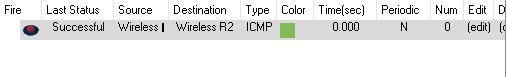 Fire Last Status Source Destination Type Color Time(sec) Periodic Num Edit D
Successful Wireless Wireless R2 ICMP 0.000 N 0 (edit) (